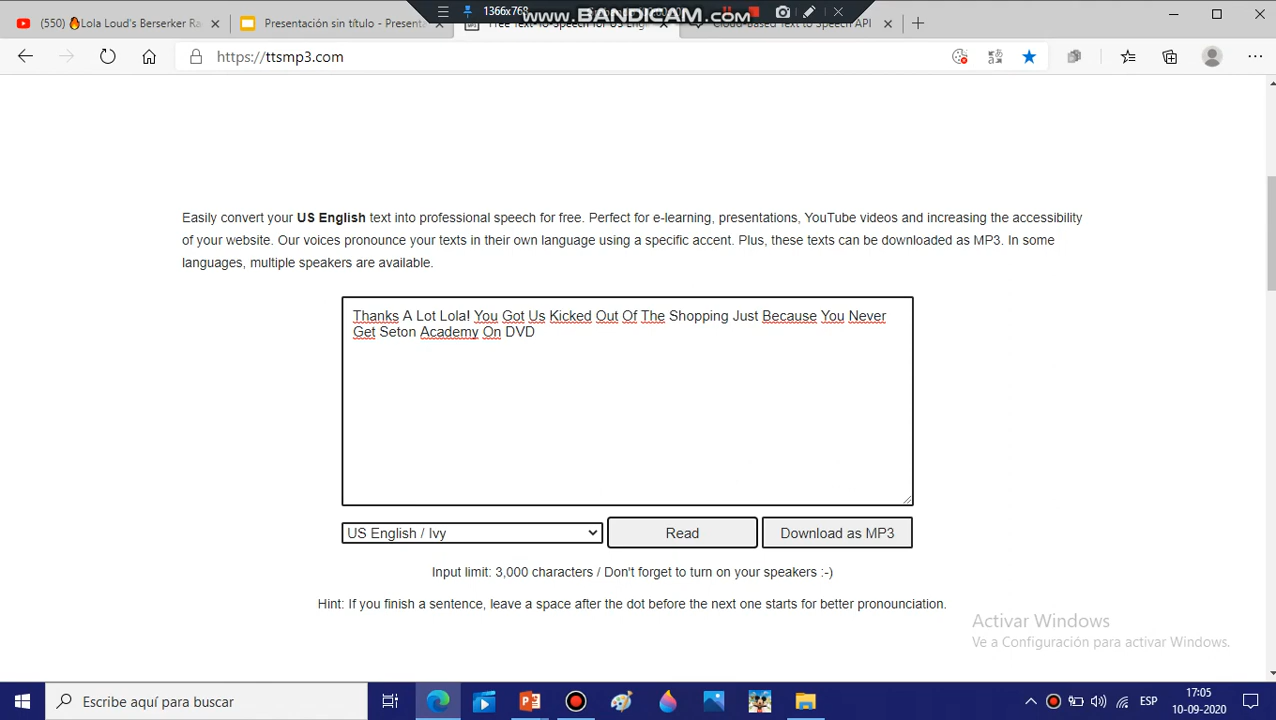 1366x768
www.BANDICAM.com
(550) 🔥Lola Loud's Berserker Ra
Presentación sin título - Presenta
Free Text-To-Speech for US Engl
Cloud-based Text to Speech API
https://ttsmp3.com
Easily convert your US English text into professional speech for free. Perfect for e-learning, presentations, YouTube videos and increasing the accessibility
of your website. Our voices pronounce your texts in their own language using a specific accent. Plus, these texts can be downloaded as MP3. In some
languages, multiple speakers are available.
Thanks A Lot Lola! You Got Us Kicked Out Of The Shopping Just Because You Never
Get Seton Academy On DVD
US English / Ivy
Read
Download as MP3
Input limit: 3,000 characters / Don't forget to turn on your speakers :-)
Hint: If you finish a sentence, leave a space after the dot before the next one starts for better pronounciation.
Activar Windows
Ve a Configuración para activar Windows.
Escribe aquí para buscar
ESP
17:05
10-09-2020